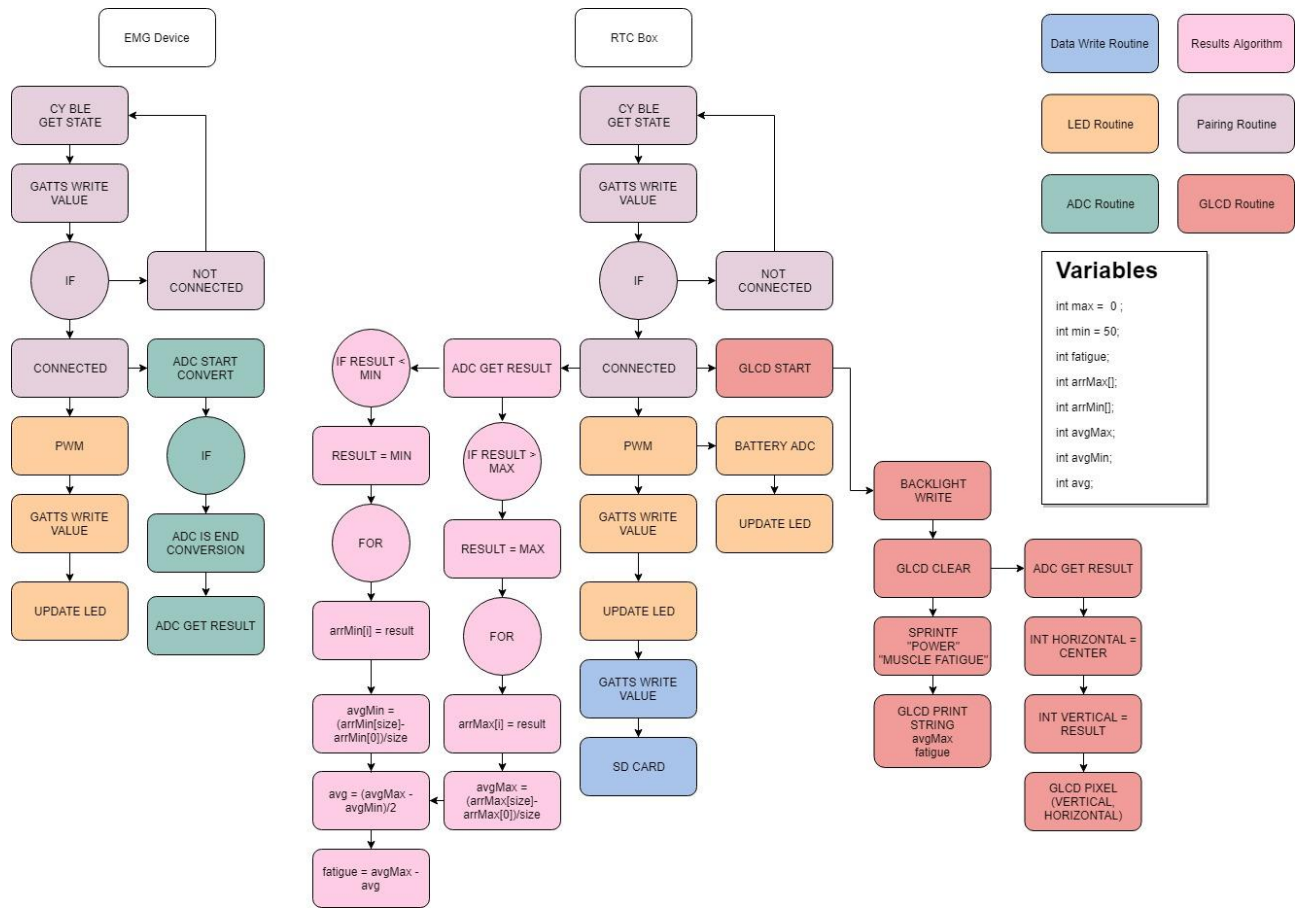 EMG Device
CY BLE
GET STATE
GATTS WRITE
VALUE
IF
NOT
CONNECTED
CONNECTED
ADC START
CONVERT
PWM
IF
GATTS WRITE
VALUE
ADC IS END
CONVERSION
UPDATE LED
ADC GET RESULT
RTC Box
CY BLE
GET STATE
GATTS WRITE
VALUE
IF
NOT
CONNECTED
IF RESULT <
MIN
ADC GET RESULT
CONNECTED
GLCD START
RESULT = MIN
IF RESULT >
MAX
PWM
BATTERY ADC
FOR
RESULT = MAX
GATTS WRITE
VALUE
UPDATE LED
arrMin[i] = result
FOR
UPDATE LED
avgMin =
(arrMin[size]-
arrMin[0])/size
arrMax[i] = result
GATTS WRITE
VALUE
avg = (avgMax -
avgMin)/2
avgMax =
(arrMax[size]-
arrMax[0])/size
SD CARD
fatigue = avgMax -
avg
BACKLIGHT
WRITE
GLCD CLEAR
ADC GET RESULT
SPRINTF
"POWER"
"MUSCLE FATIGUE"
INT HORIZONTAL =
CENTER
GLCD PRINT
STRING
avgMax
fatigue
INT VERTICAL =
RESULT
GLCD PIXEL
(VERTICAL,
HORIZONTAL)
Data Write Routine
Results Algorithm
LED Routine
Pairing Routine
ADC Routine
GLCD Routine
Variables
int max =  0 ;
int min = 50;
int fatigue;
int arrMax[];
int arrMin[];
int avgMax;
int avgMin;
int avg;